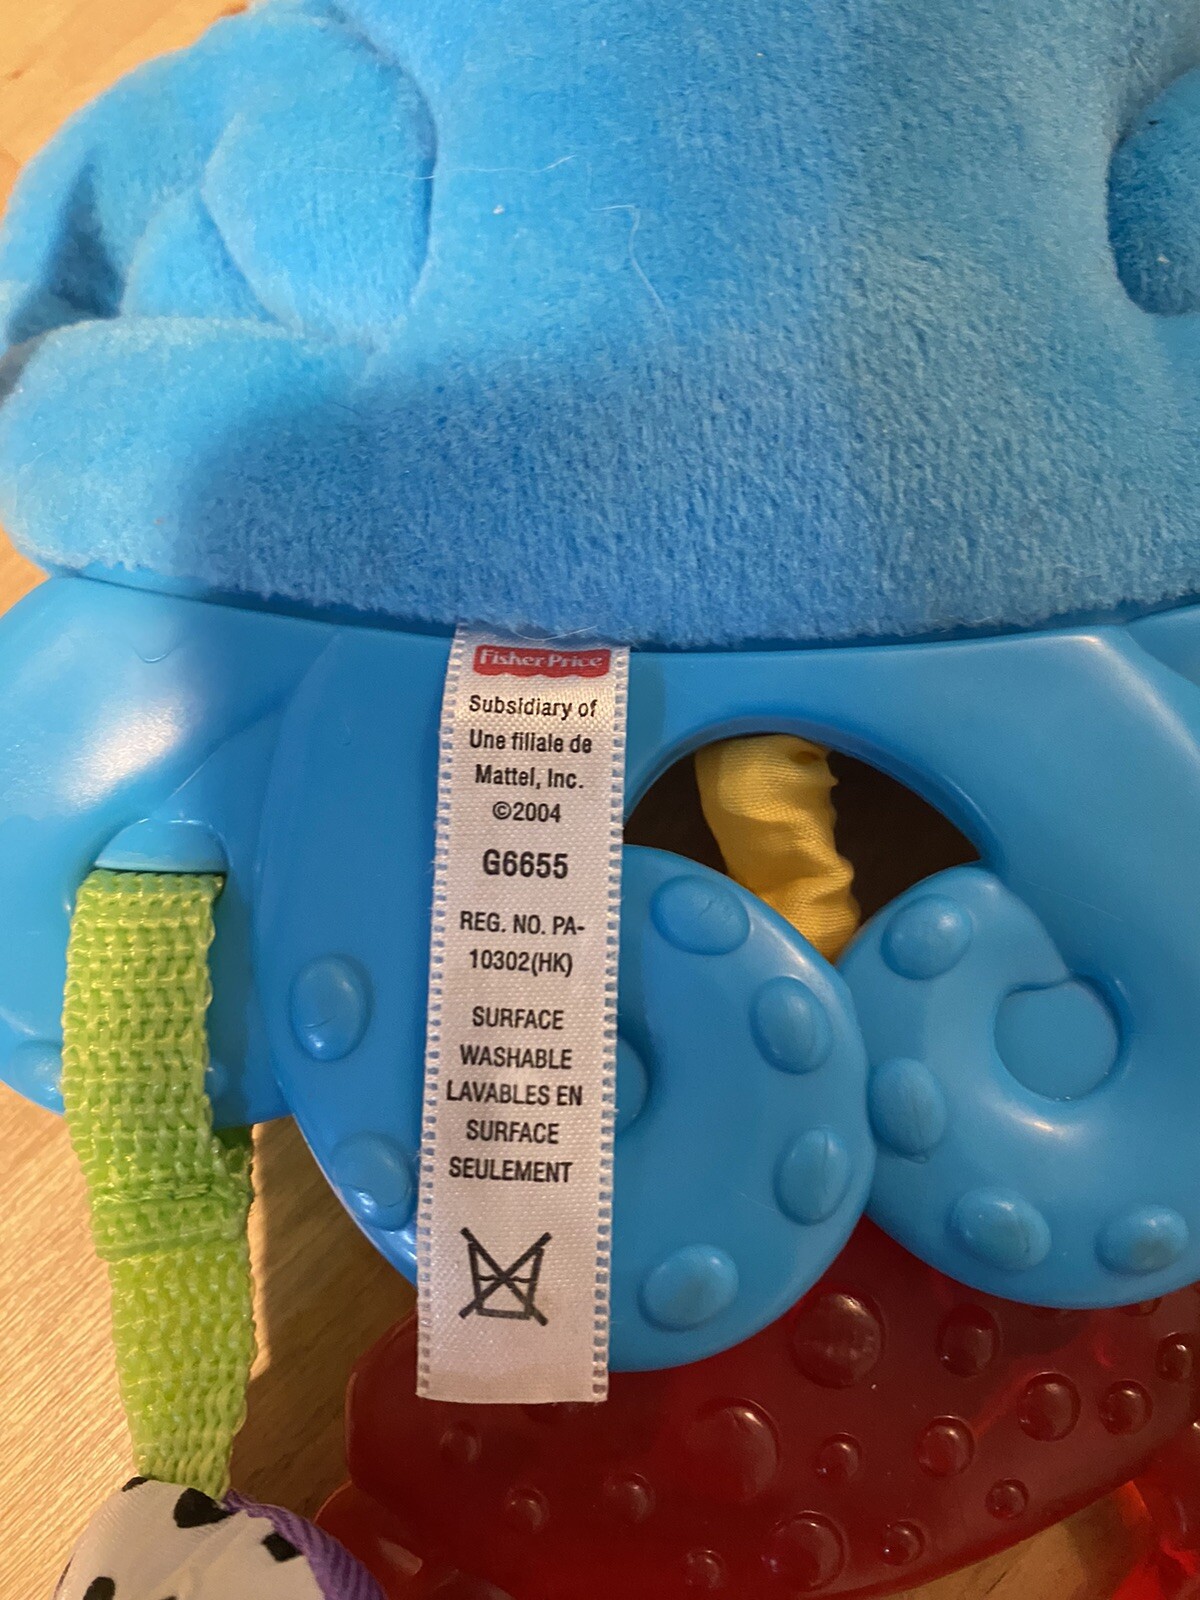 Fisher-Price
Subsidiary of
Une filiale de
Mattel, Inc.
©2004
G6655
REG. NO. PA-
10302(HK)
SURFACE
WASHABLE
LAVABLES EN
SURFACE
SEULEMENT